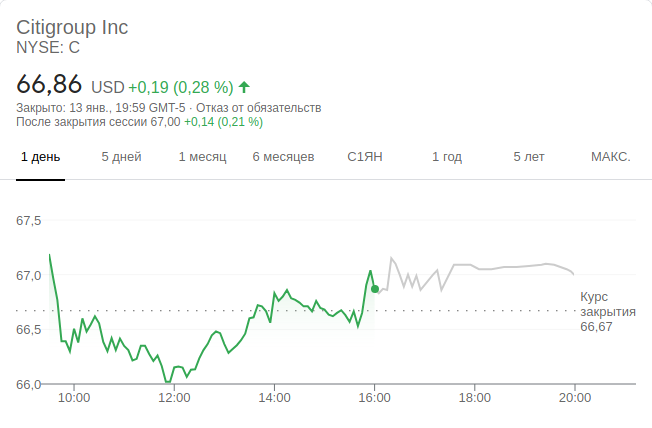 Citigroup Inc
NYSE: C
66,86 USD +0,19 (0,28 %)
Закрыто: 13 янв., 19:59 GMT-5 · Отказ от обязательств
После закрытия сессии 67,00 +0,14 (0,21 %)
1 день 5 дней 1 месяц 6 месяцев С1ЯН 1 год 5 лет МАКС.
67,5
67,0
Курс
закрытия
66,67
66,5
66,0
10:00 12:00 14:00 16:00 18:00 20:00